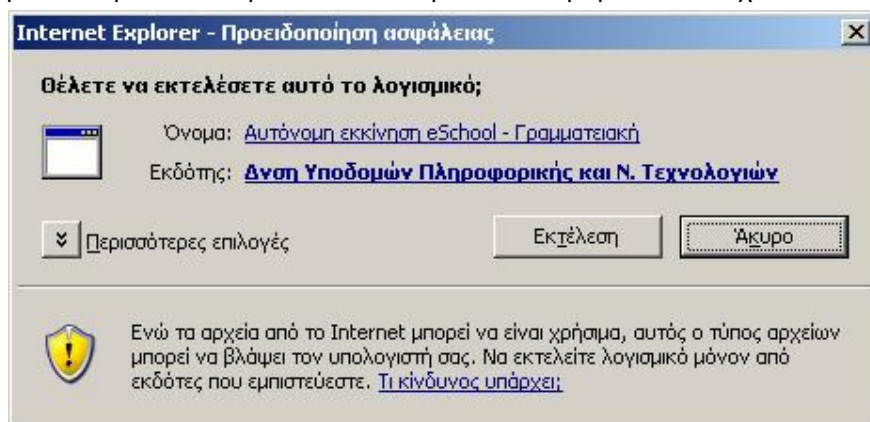 Internet Explorer - Προειδοποίηση ασφάλειας
Θέλετε να εκτελέσετε αυτό το λογισμικό;
Όνομα: Αυτόνομη εκκίνηση eSchool - Γραμματειακή
Εκδότης: Δνση Υποδομών Πληροφορικής και Ν. Τεχνολογιών
Περισσότερες επιλογές
Εκτέλεση
Άκυρο
Ενώ τα αρχεία από το Internet μπορεί να είναι χρήσιμα, αυτός ο τύπος αρχείων
μπορεί να βλάψει τον υπολογιστή σας. Να εκτελείτε λογισμικό μόνον από
εκδότες που εμπιστεύεστε. Τι κίνδυνος υπάρχει;